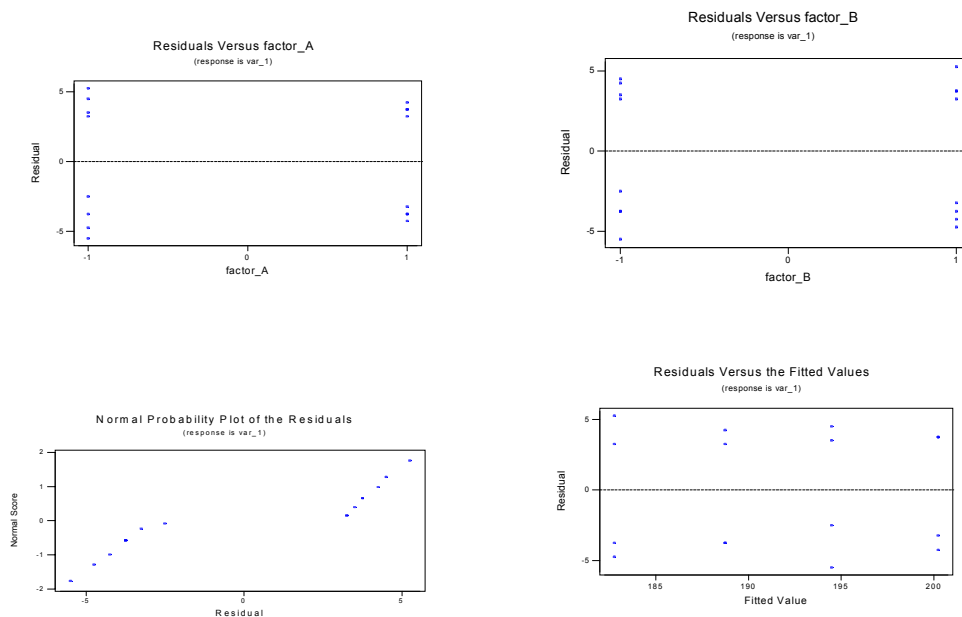 Residuals Versus factor_A
(response is var_1)
5
0
-5
Residual
-1 0 1
factor_A
Residuals Versus factor_B
(response is var_1)
5
0
-5
Residual
-1 0 1
factor_B
Normal Probability Plot of the Residuals
(response is var_1)
2
1
0
-1
-2
Normal Score
-5 0 5
Residual
Residuals Versus the Fitted Values
(response is var_1)
5
0
-5
Residual
185 190 195 200
Fitted Value